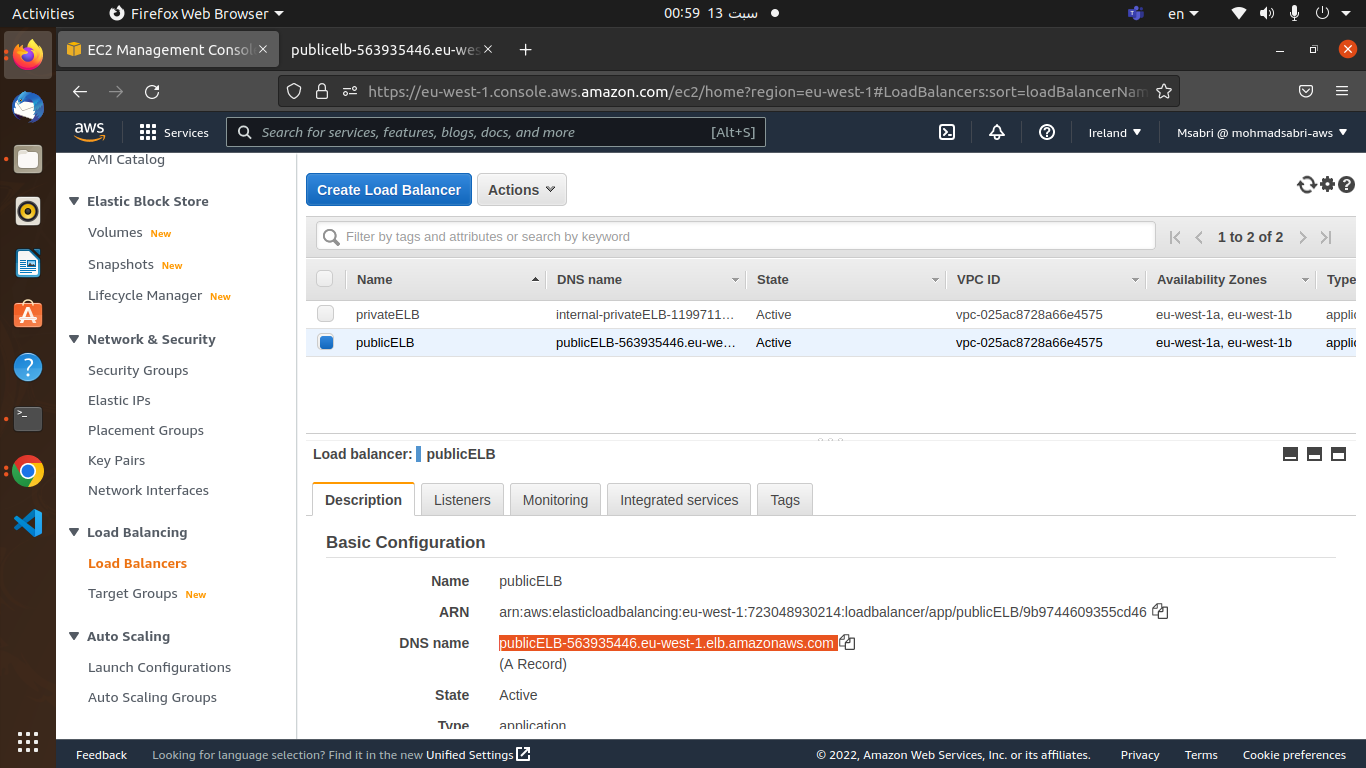 Activities
Firefox Web Browser
00:59 13 سبت
en
EC2 Management Consol
publicelb-563935446.eu-wes
https://eu-west-1.console.aws.amazon.com/ec2/home?region=eu-west-1#LoadBalancers:sort=loadBalancerNam
aws
Services
Search for services, features, blogs, docs, and more
[Alt+S]
Ireland
Msabri @ mohmadsabri-aws
AMI Catalog
Elastic Block Store
Volumes New
Snapshots New
Lifecycle Manager New
Network & Security
Security Groups
Elastic IPs
Placement Groups
Key Pairs
Network Interfaces
Load Balancing
Load Balancers
Target Groups New
Auto Scaling
Launch Configurations
Auto Scaling Groups
Create Load Balancer
Actions
Filter by tags and attributes or search by keyword
1 to 2 of 2
Name DNS name State VPC ID Availability Zones Type
privateELB internal-privateELB-1199711... Active vpc-025ac8728a66e4575 eu-west-1a, eu-west-1b applic
publicELB publicELB-563935446.eu-we... Active vpc-025ac8728a66e4575 eu-west-1a, eu-west-1b applic
Load balancer: publicELB
Description Listeners Monitoring Integrated services Tags
Basic Configuration
Name publicELB
ARN arn:aws:elasticloadbalancing:eu-west-1:723048930214:loadbalancer/app/publicELB/9b9744609355cd46
DNS name publicELB-563935446.eu-west-1.elb.amazonaws.com
(A Record)
State Active
Type application
Feedback Looking for language selection? Find it in the new Unified Settings
© 2022, Amazon Web Services, Inc. or its affiliates. Privacy Terms Cookie preferences